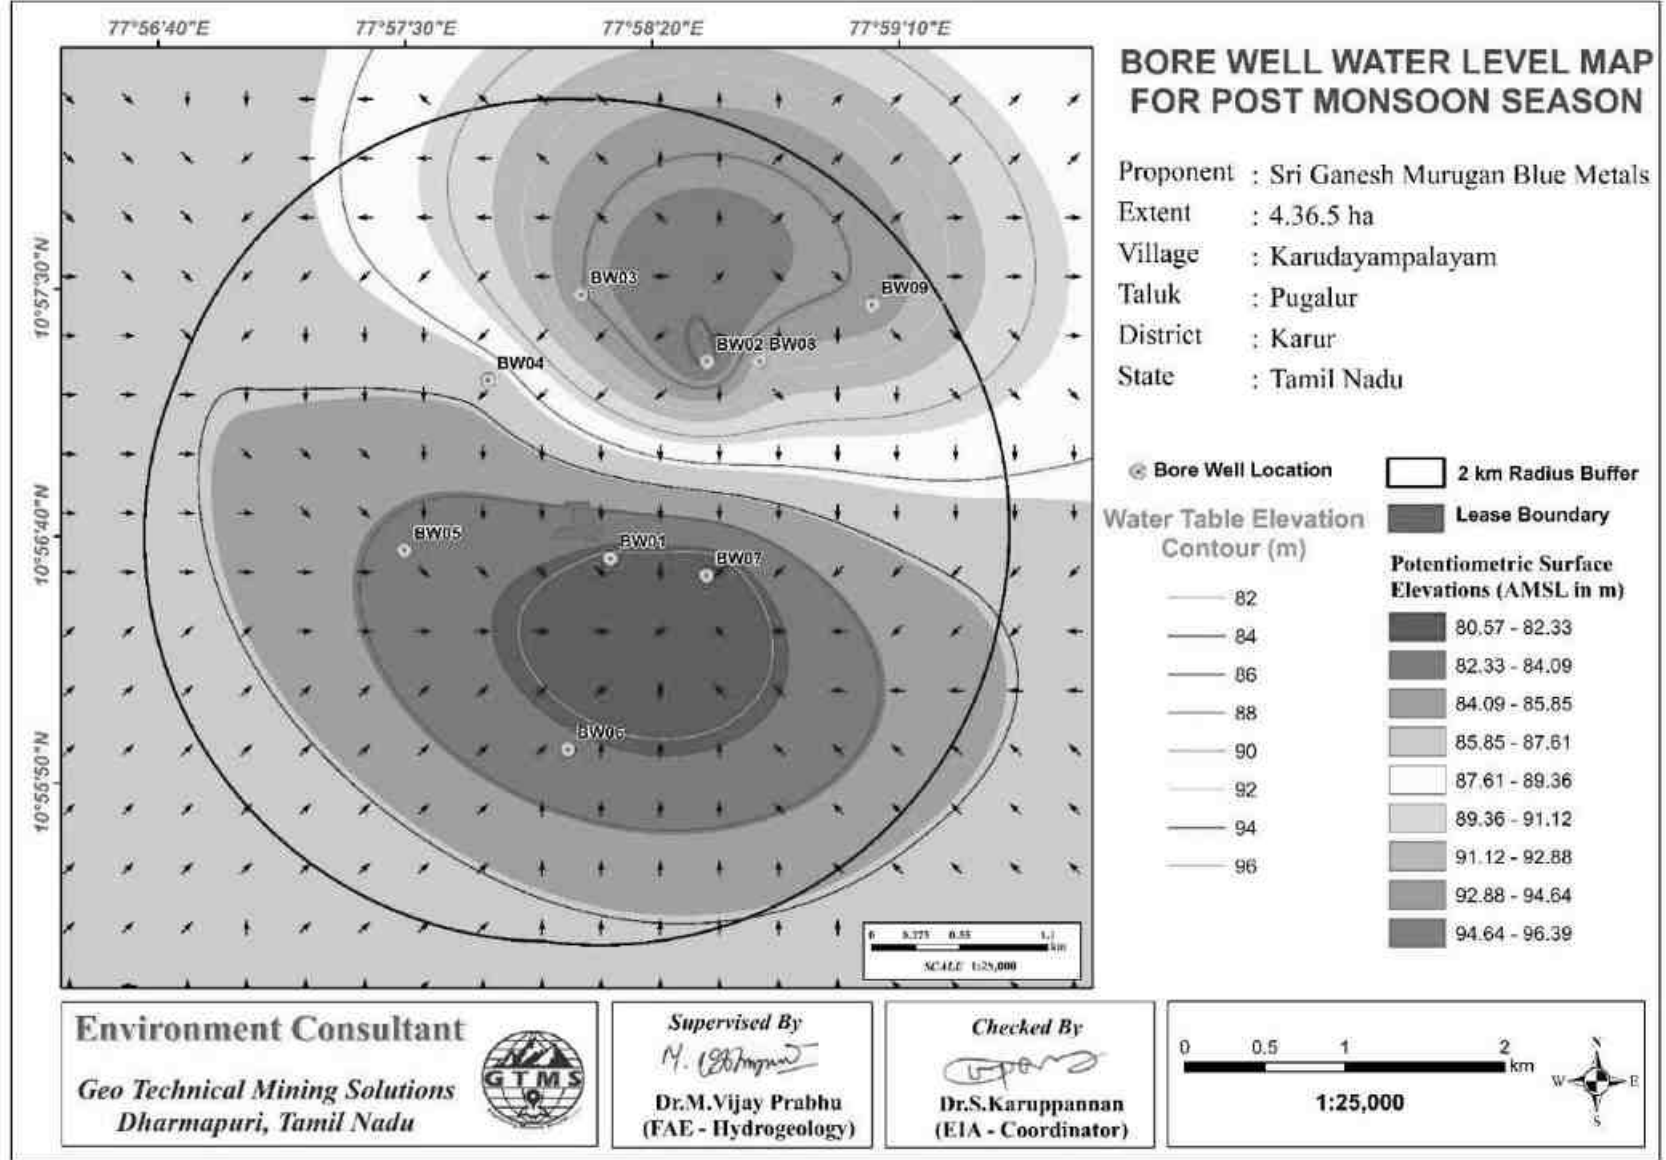 77°56'40"E 77°57'30"E 77°58'20"E 77°59'10"E
10°57'30"N
10°56'40"N
10°55'50"N
BW03
BW09
BW02 BW08
BW04
BW05
BW01
BW07
BW06
0 0.275 0.55 1.1
km
SCALE 1:25,000
BORE WELL WATER LEVEL MAP
FOR POST MONSOON SEASON
Proponent : Sri Ganesh Murugan Blue Metals
Extent : 4.36.5 ha
Village : Karudayampalayam
Taluk : Pugalur
District : Karur
State : Tamil Nadu
Bore Well Location
2 km Radius Buffer
Lease Boundary
Water Table Elevation
Contour (m)
82
84
86
88
90
92
94
96
Potentiometric Surface
Elevations (AMSL in m)
80.57 - 82.33
82.33 - 84.09
84.09 - 85.85
85.85 - 87.61
87.61 - 89.36
89.36 - 91.12
91.12 - 92.88
92.88 - 94.64
94.64 - 96.39
Environment Consultant
Geo Technical Mining Solutions
Dharmapuri, Tamil Nadu
GTMS
Supervised By
Dr.M.Vijay Prabhu
(FAE - Hydrogeology)
Checked By
Dr.S.Karuppannan
(EIA - Coordinator)
0 0.5 1 2
km
1:25,000
N
W E
S